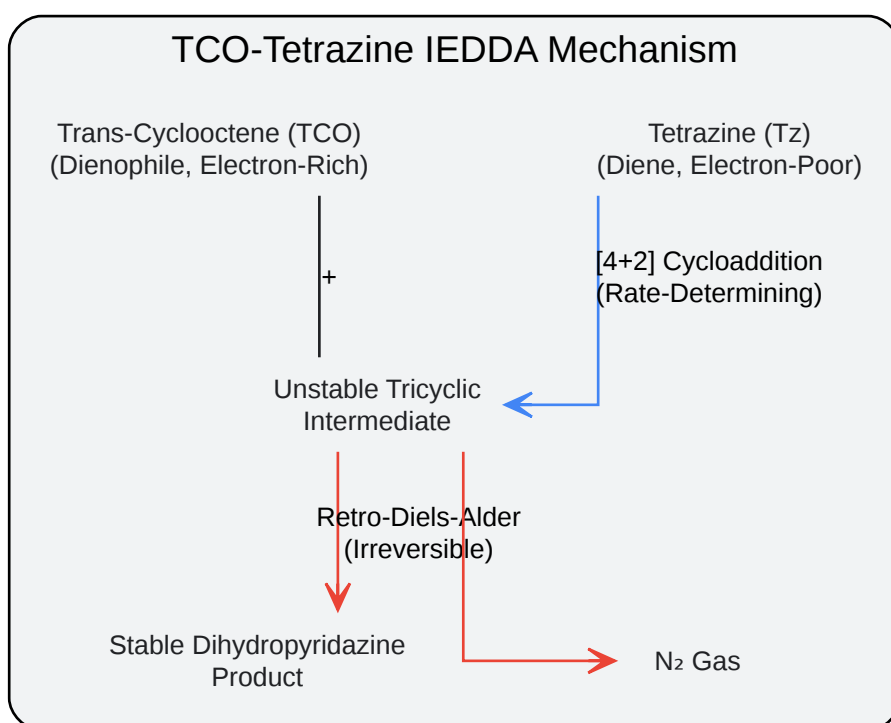 TCO-Tetrazine IEDDA Mechanism
Trans-Cyclooctene (TCO)
(Dienophile, Electron-Rich)
Tetrazine (Tz)
(Diene, Electron-Poor)
+
[4+2] Cycloaddition
(Rate-Determining)
Unstable Tricyclic
Intermediate
Retro-Diels-Alder
(Irreversible)
Stable Dihydropyridazine
Product
N₂ Gas